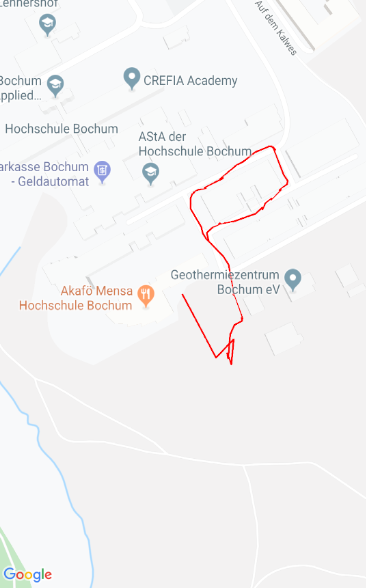 Lennershof
Auf dem Kalwes
Bochum
Applied...
CREFIA Academy
Hochschule Bochum
AStA der
Hochschule Bochum
arkasse Bochum
- Geldautomat
Geothermiezentrum
Bochum eV
Akafö Mensa
Hochschule Bochum
Google